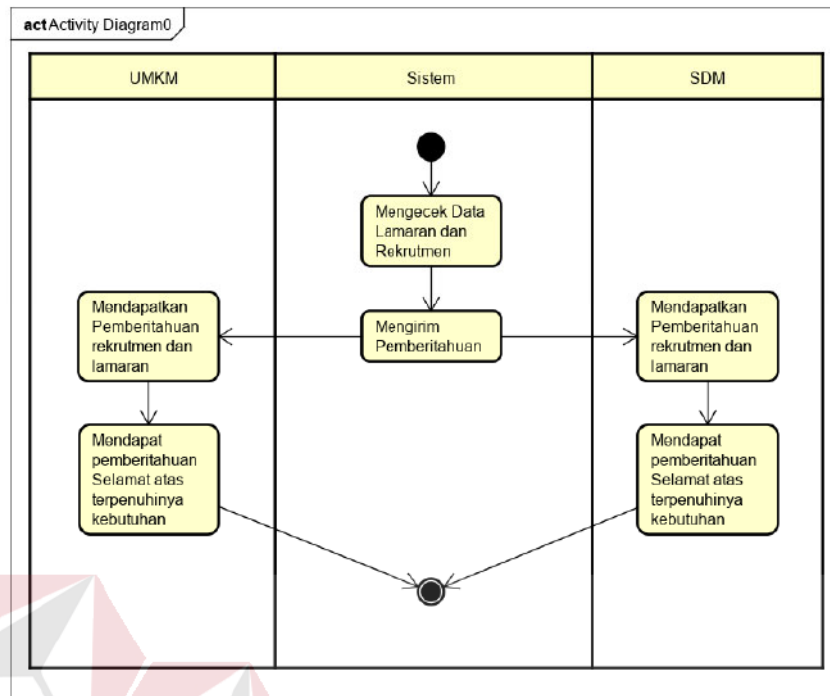 act Activity Diagram0
UMKM
Sistem
SDM
Mengecek Data
Lamaran dan
Rekrutmen
Mendapatkan
Pemberitahuan
rekrutmen dan
lamaran
Mengirim
Pemberitahuan
Mendapatkan
Pemberitahuan
rekrutmen dan
lamaran
Mendapat
pemberitahuan
Selamat atas
terpenuhinya
kebutuhan
Mendapat
pemberitahuan
Selamat atas
terpenuhinya
kebutuhan